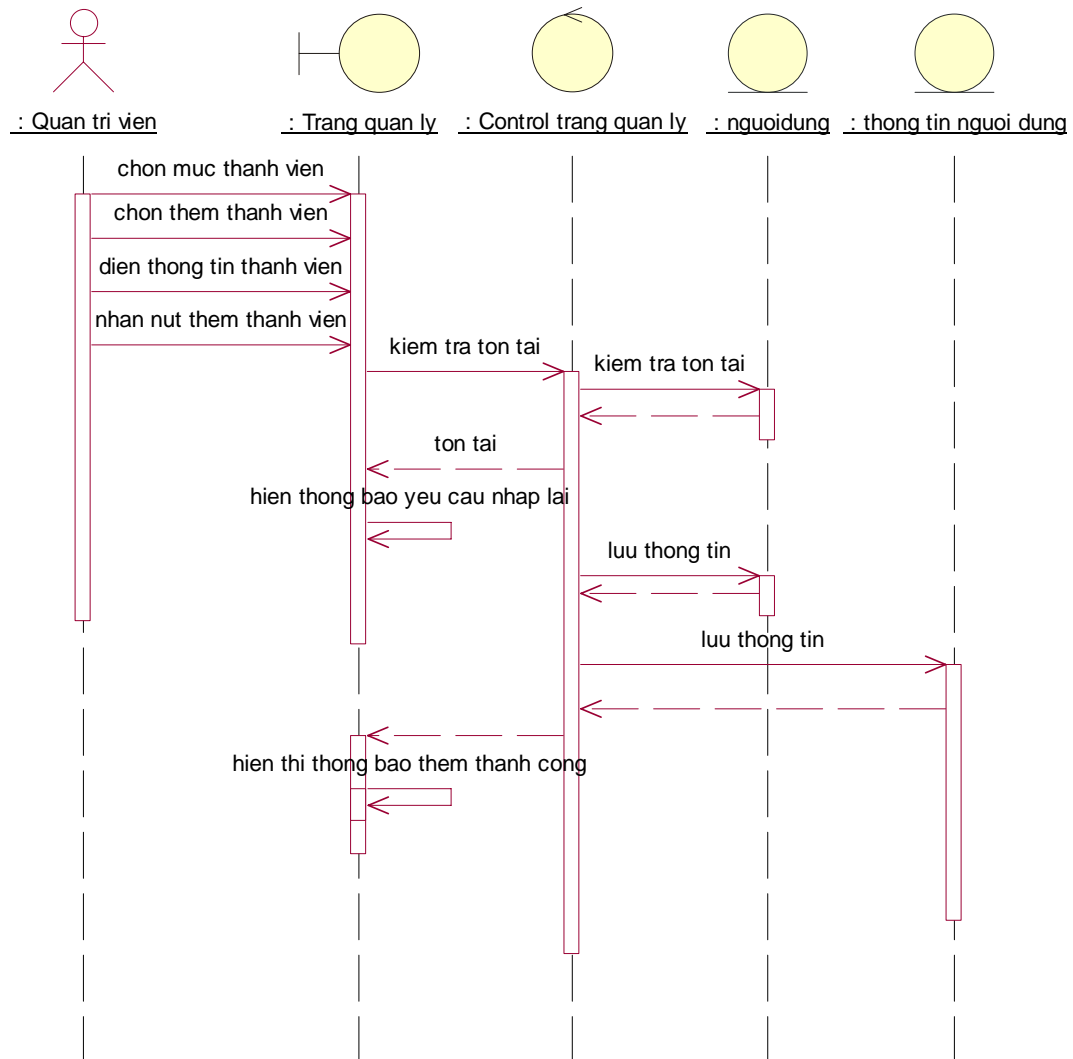 : Quan tri vien
: Trang quan ly
: Control trang quan ly
: nguoidung
: thong tin nguoi dung
chon muc thanh vien
chon them thanh vien
dien thong tin thanh vien
nhan nut them thanh vien
kiem tra ton tai
kiem tra ton tai
ton tai
hien thong bao yeu cau nhap lai
luu thong tin
luu thong tin
hien thi thong bao them thanh cong